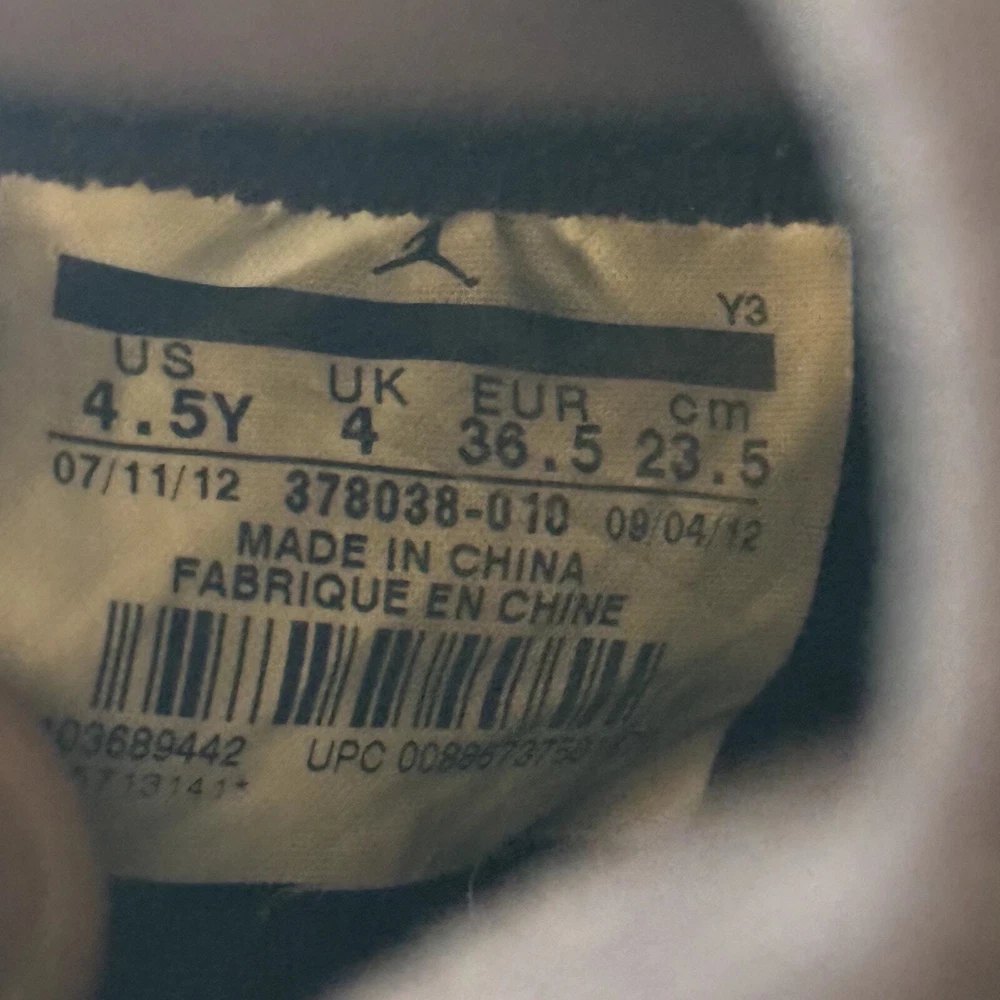 Y3
US UK EUR cm
4.5Y 4 36.5 23.5
07/11/12 378038-010 09/04/12
MADE IN CHINA
FABRIQUE EN CHINE
03689442 UPC